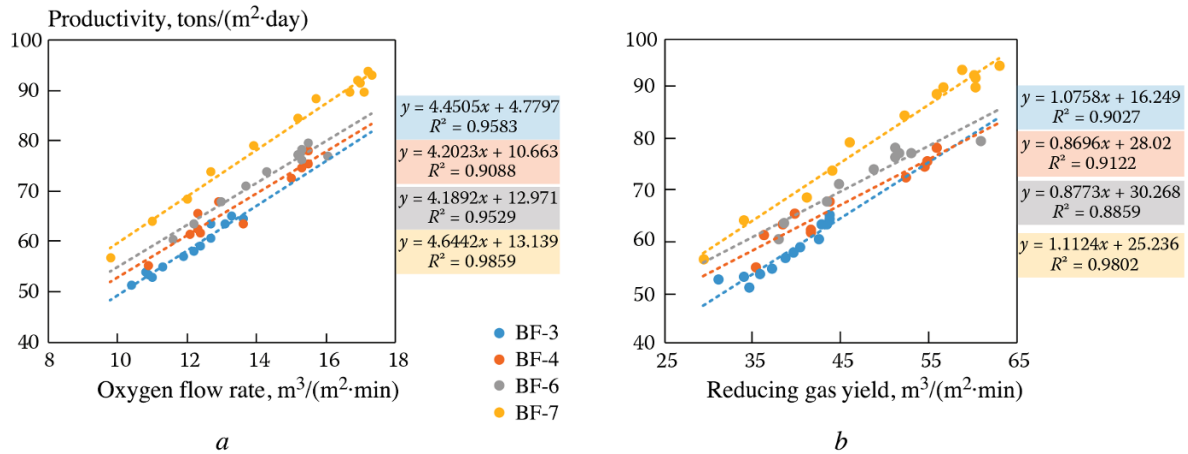 Productivity, tons/(m²·day)
100
90
80
70
60
50
40
8
10
12
14
16
18
Oxygen flow rate, m³/(m²·min)
a
y = 4.4505x + 4.7797
R² = 0.9583
y = 4.2023x + 10.663
R² = 0.9088
y = 4.1892x + 12.971
R² = 0.9529
y = 4.6442x + 13.139
R² = 0.9859
BF-3
BF-4
BF-6
BF-7
100
90
80
70
60
50
40
25
35
45
55
65
Reducing gas yield, m³/(m²·min)
b
y = 1.0758x + 16.249
R² = 0.9027
y = 0.8696x + 28.02
R² = 0.9122
y = 0.8773x + 30.268
R² = 0.8859
y = 1.1124x + 25.236
R² = 0.9802